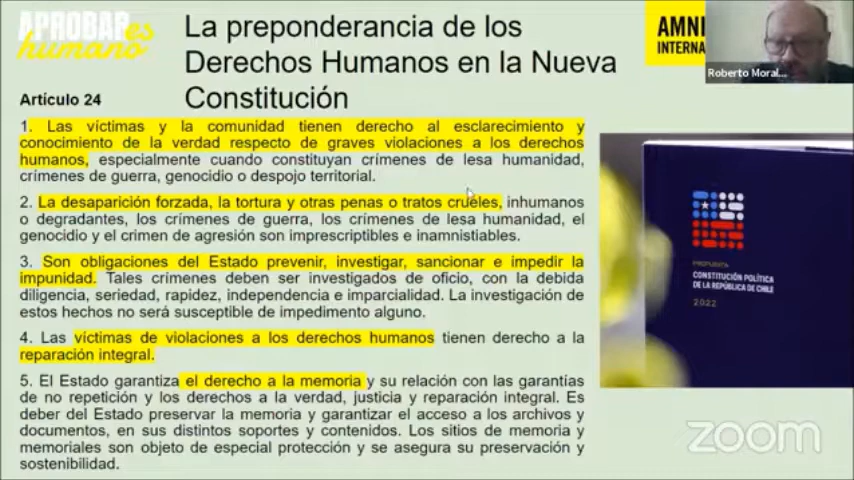 APROBAR es
humano
La preponderancia de los
Derechos Humanos en la Nueva
Constitución
AMNI
INTERNA
Roberto Moral...
Artículo 24
1. Las víctimas y la comunidad tienen derecho al esclarecimiento y
conocimiento de la verdad respecto de graves violaciones a los derechos
humanos, especialmente cuando constituyan crímenes de lesa humanidad,
crímenes de guerra, genocidio o despojo territorial.
2. La desaparición forzada, la tortura y otras penas o tratos crueles, inhumanos
o degradantes, los crímenes de guerra, los crímenes de lesa humanidad, el
genocidio y el crimen de agresión son imprescriptibles e inamnistiables.
3. Son obligaciones del Estado prevenir, investigar, sancionar e impedir la
impunidad. Tales crímenes deben ser investigados de oficio, con la debida
diligencia, seriedad, rapidez, independencia e imparcialidad. La investigación de
estos hechos no será susceptible de impedimento alguno.
4. Las víctimas de violaciones a los derechos humanos tienen derecho a la
reparación integral.
5. El Estado garantiza el derecho a la memoria y su relación con las garantías
de no repetición y los derechos a la verdad, justicia y reparación integral. Es
deber del Estado preservar la memoria y garantizar el acceso a los archivos y
documentos, en sus distintos soportes y contenidos. Los sitios de memoria y
memoriales son objeto de especial protección y se asegura su preservación y
sostenibilidad.
PROPUESTA
CONSTITUCIÓN POLÍTICA
DE LA REPÚBLICA DE CHILE
2022
zoom